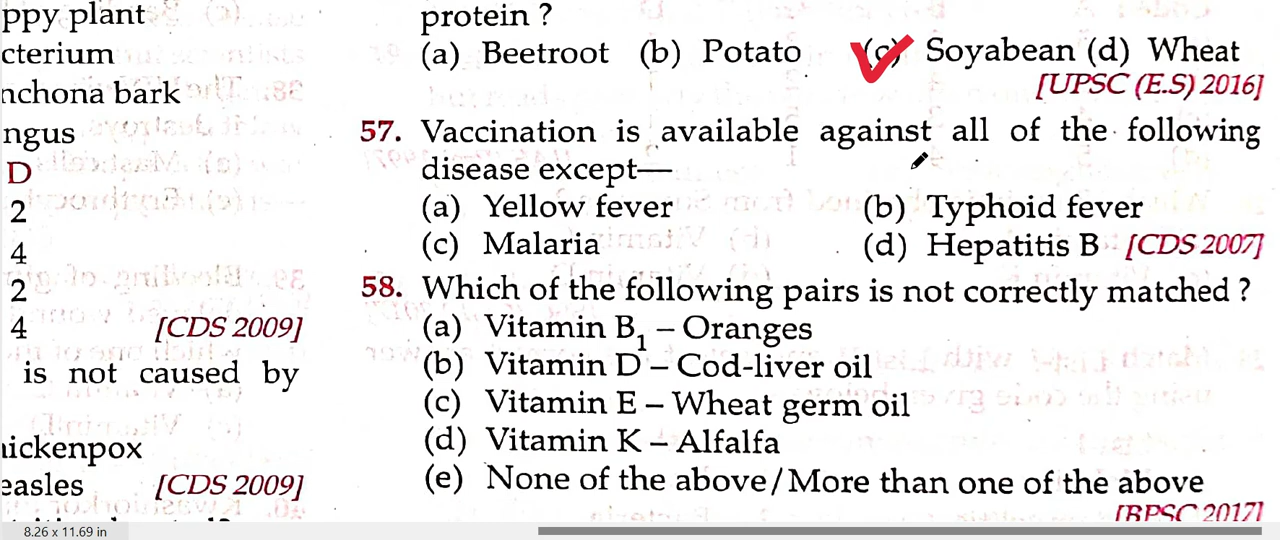 ppy plant
cterium
nchona bark
ngus
D
2
4
2
4 [CDS 2009]
is not caused by
hickenpox
easles [CDS 2009]
protein ?
(a) Beetroot (b) Potato (c) Soyabean (d) Wheat
[UPSC (E.S) 2016]
57. Vaccination is available against all of the following
disease except—
(a) Yellow fever (b) Typhoid fever
(c) Malaria (d) Hepatitis B [CDS 2007]
58. Which of the following pairs is not correctly matched ?
(a) Vitamin B₁ – Oranges
(b) Vitamin D – Cod-liver oil
(c) Vitamin E – Wheat germ oil
(d) Vitamin K – Alfalfa
(e) None of the above/More than one of the above
[BPSC 2017]
8.26 x 11.69 in